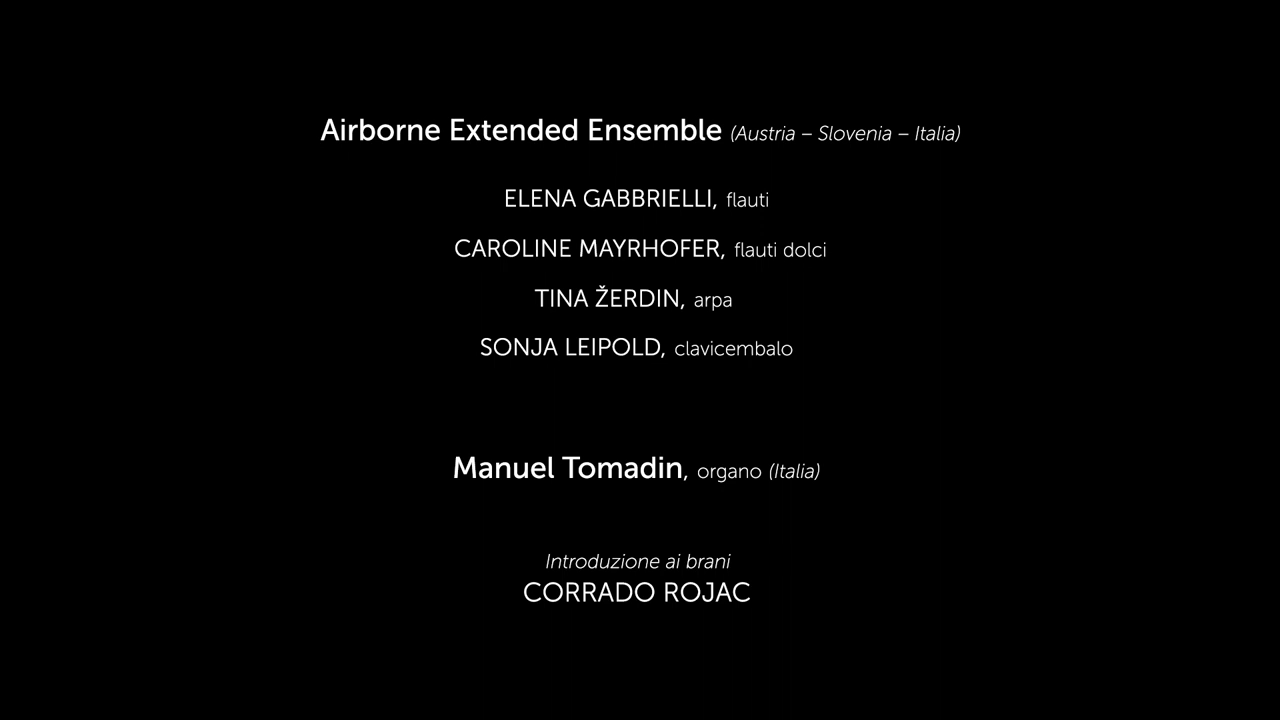 Airborne Extended Ensemble (Austria – Slovenia – Italia)
ELENA GABBRIELLI, flauti
CAROLINE MAYRHOFER, flauti dolci
TINA ŽERDIN, arpa
SONJA LEIPOLD, clavicembalo
Manuel Tomadin, organo (Italia)
Introduzione ai brani
CORRADO ROJAC